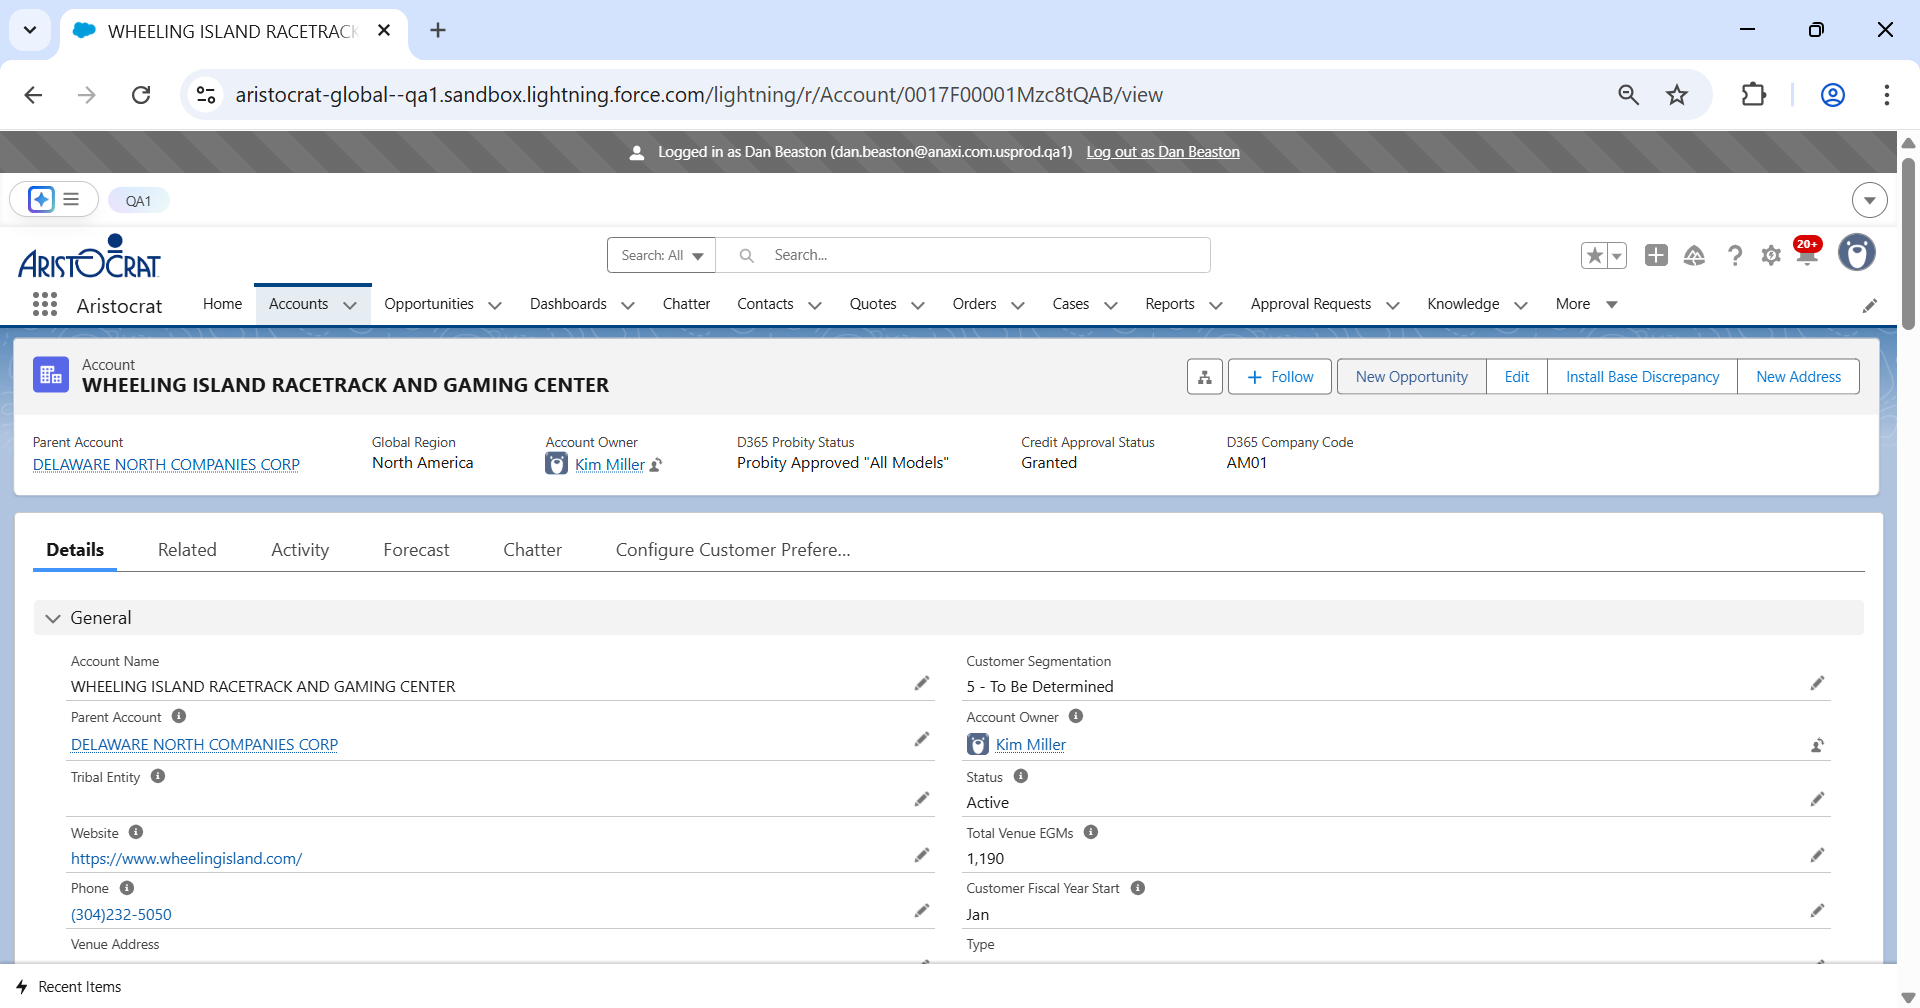 WHEELING ISLAND RACETRACK
aristocrat-global--qa1.sandbox.lightning.force.com/lightning/r/Account/0017F00001Mzc8tQAB/view
Logged in as Dan Beaston (dan.beaston@anaxi.com.usprod.qa1) Log out as Dan Beaston
QA1
ARISTOCRAT
Search: All Search...
20+
Aristocrat Home Accounts Opportunities Dashboards Chatter Contacts Quotes Orders Cases Reports Approval Requests Knowledge More
Account
WHEELING ISLAND RACETRACK AND GAMING CENTER
Follow New Opportunity Edit Install Base Discrepancy New Address
Parent Account Global Region Account Owner D365 Probity Status Credit Approval Status D365 Company Code
DELAWARE NORTH COMPANIES CORP North America Kim Miller Probity Approved "All Models" Granted AM01
Details Related Activity Forecast Chatter Configure Customer Prefere...
General
Account Name Customer Segmentation
WHEELING ISLAND RACETRACK AND GAMING CENTER 5 - To Be Determined
Parent Account Account Owner
DELAWARE NORTH COMPANIES CORP Kim Miller
Tribal Entity Status
Active
Website Total Venue EGMs
https://www.wheelingisland.com/ 1,190
Phone Customer Fiscal Year Start
(304)232-5050 Jan
Venue Address Type
Recent Items